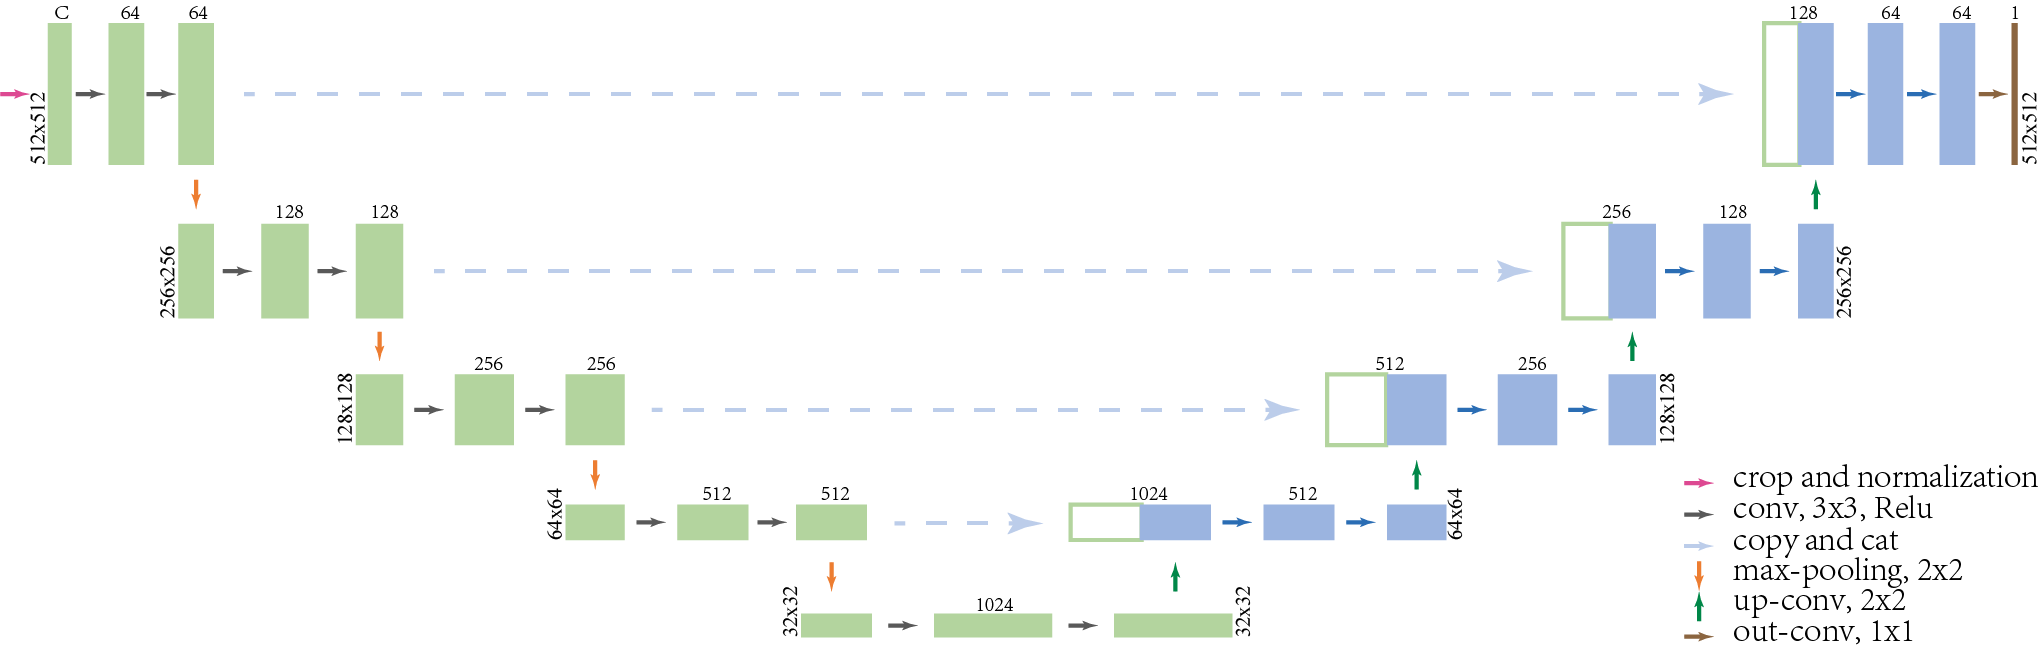 C 64 64 128 64 64 1
512x512 512x512
128 128 256 128
256x256 256x256
256 256 512 256
128x128 128x128
512 512 1024 512
64x64 64x64
1024
32x32 32x32
crop and normalization
conv, 3x3, Relu
copy and cat
max-pooling, 2x2
up-conv, 2x2
out-conv, 1x1